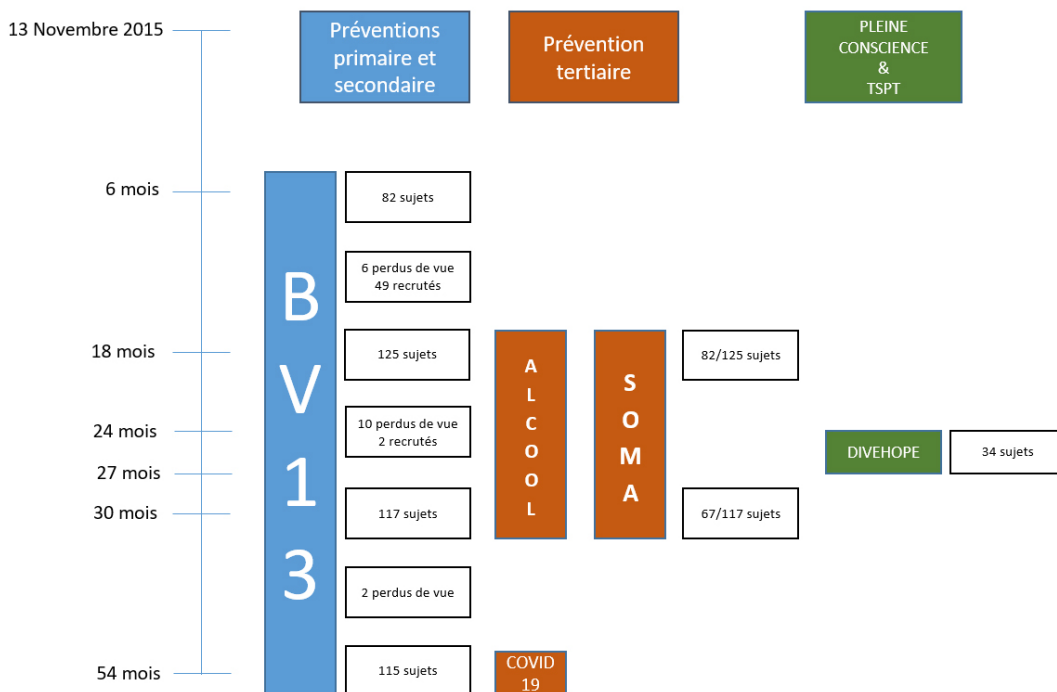 13 Novembre 2015
Préventions
primaire et
secondaire
Prévention
tertiaire
PLEINE
CONSCIENCE
&
TSPT
6 mois
82 sujets
6 perdus de vue
49 recrutés
18 mois
125 sujets
82/125 sujets
24 mois
10 perdus de vue
2 recrutés
27 mois
DIVEHOPE
34 sujets
30 mois
117 sujets
67/117 sujets
2 perdus de vue
54 mois
115 sujets
B
V
1
3
A
L
C
O
O
L
S
O
M
A
COVID
19